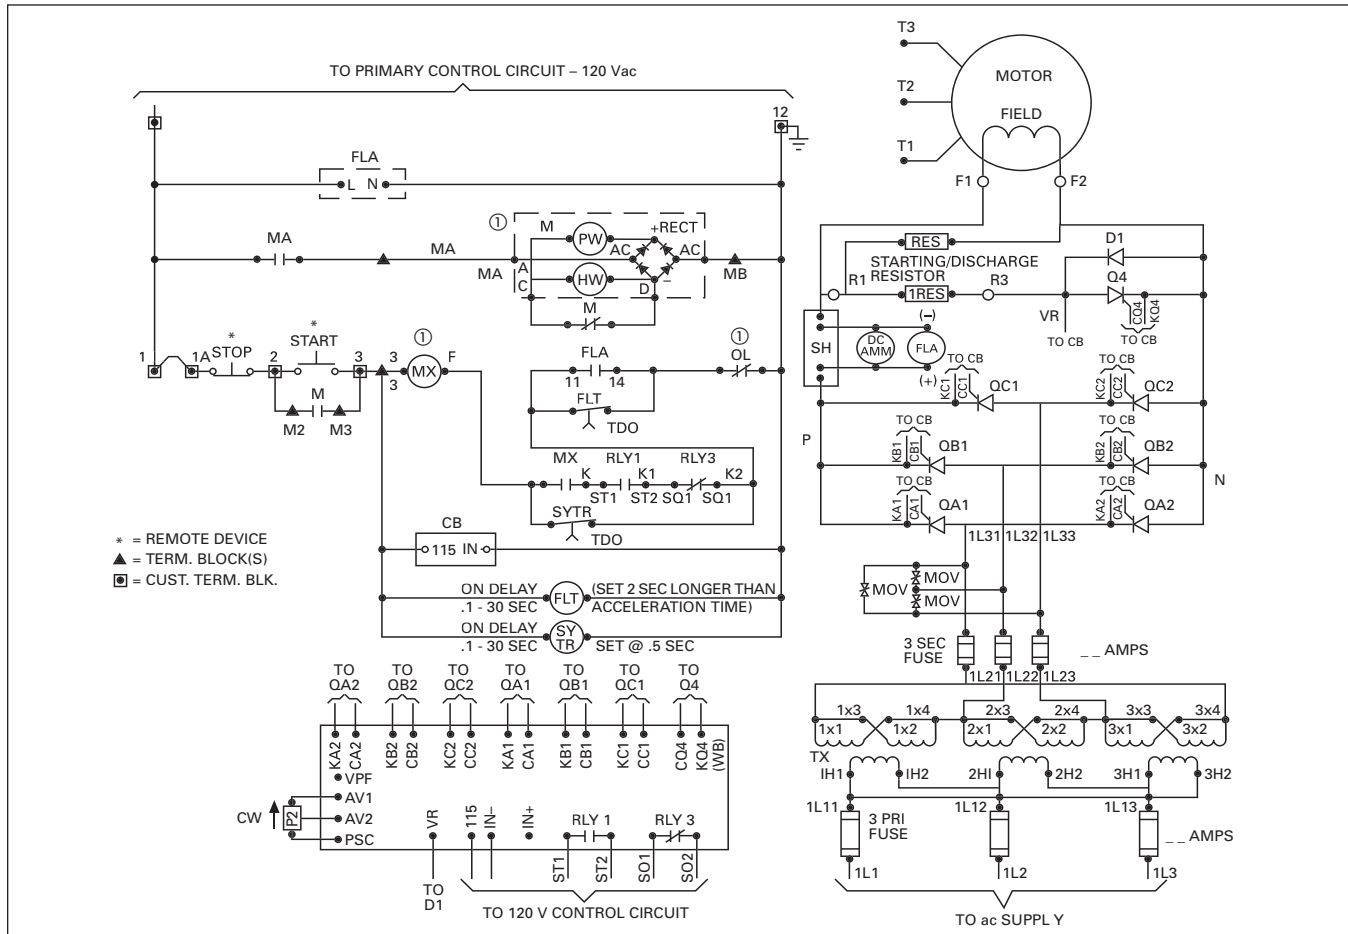 TO PRIMARY CONTROL CIRCUIT – 120 Vac
12
FLA
L N
MA
MA
MA
①
M
PW
+RECT
AC
AC
A
C
HW
D
–
MB
M
1
1A
*
STOP
2
*
START
3
3
3
①
MX
F
M
M2
M3
FLA
11
14
①
OL
FLT
TDO
MX
RLY1
RLY3
K
K1
K2
ST1
ST2
SQ1
SQ1
SYTR
TDO
CB
115 IN
* = REMOTE DEVICE
▲ = TERM. BLOCK(S)
= CUST. TERM. BLK.
ON DELAY
.1 - 30 SEC
FLT
(SET 2 SEC LONGER THAN
ACCELERATION TIME)
ON DELAY
.1 - 30 SEC
SY
TR
SET @ .5 SEC
TO
QA2
TO
QB2
TO
QC2
TO
QA1
TO
QB1
TO
QC1
TO
Q4
KA2
CA2
KB2
CB2
KC2
CC2
KA1
CA1
KB1
CB1
KC1
CC1
CQ4
KQ4
(WB)
VPF
AV1
AV2
PSC
CW
P2
VR
115
IN–
IN+
RLY 1
RLY 3
ST1
ST2
SO1
SO2
TO
D1
TO 120 V CONTROL CIRCUIT
T3
T2
T1
MOTOR
FIELD
F1
F2
RES
STARTING/DISCHARGE
RESISTOR
R1
1RES
R3
D1
Q4
VR
TO CB
CQ4
KQ4
TO CB
SH
DC
AMM
(–)
FLA
(+)
TO CB
KC1
CC1
QC1
TO CB
KC2
CC2
QC2
P
TO CB
KB1
CB1
QB1
TO CB
KB2
CB2
QB2
N
TO CB
KA1
CA1
QA1
TO CB
KA2
CA2
QA2
1L31
1L32
1L33
MOV
MOV
MOV
3 SEC
FUSE
_ _ AMPS
1L21
1L22
1L23
1x3
1x4
2x3
2x4
3x3
3x4
1x1
1x2
2x1
2x2
3x1
3x2
TX
IH1
IH2
2HI
2H2
3H1
3H2
1L11
1L12
1L13
3 PRI
FUSE
_ _ AMPS
1L1
1L2
1L3
TO ac SUPPL Y